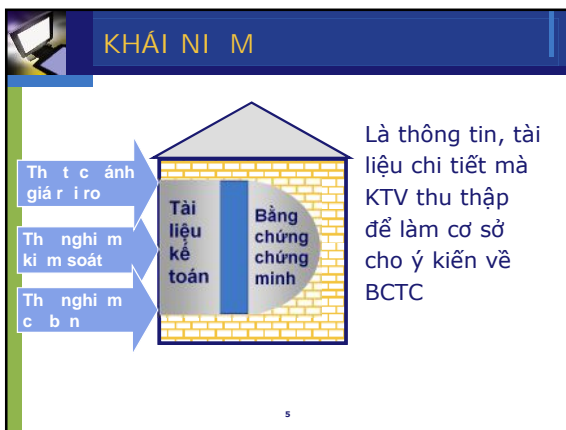 KHÁI NI M
Th t c ánh
giá r i ro
Th nghi m
ki m soát
Th nghi m
c b n
Tài
liệu
kế
toán
Bằng
chứng
chứng
minh
Là thông tin, tài
liệu chi tiết mà
KTV thu thập
để làm cơ sở
cho ý kiến về
BCTC
5